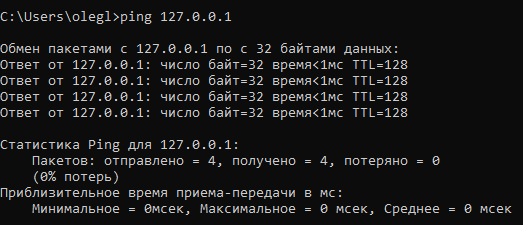 C:\Users\olegl>ping 127.0.0.1
Обмен пакетами с 127.0.0.1 по с 32 байтами данных:
Ответ от 127.0.0.1: число байт=32 время<1мс TTL=128
Ответ от 127.0.0.1: число байт=32 время<1мс TTL=128
Ответ от 127.0.0.1: число байт=32 время<1мс TTL=128
Ответ от 127.0.0.1: число байт=32 время<1мс TTL=128
Статистика Ping для 127.0.0.1:
Пакетов: отправлено = 4, получено = 4, потеряно = 0
(0% потерь)
Приблизительное время приема-передачи в мс:
Минимальное = 0мсек, Максимальное = 0 мсек, Среднее = 0 мсек